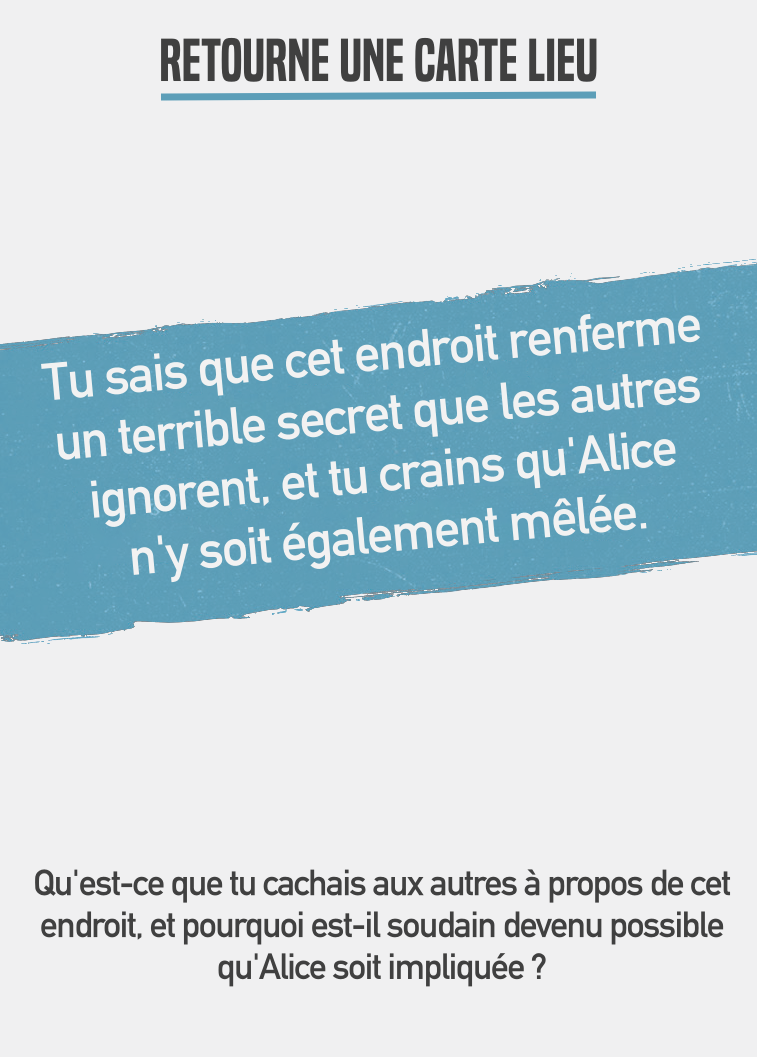 RETOURNE UNE CARTE LIEU
Tu sais que cet endroit renferme
un terrible secret que les autres
ignorent, et tu crains qu'Alice
n'y soit également mêlée.
Qu'est-ce que tu cachais aux autres à propos de cet
endroit, et pourquoi est-il soudain devenu possible
qu'Alice soit impliquée ?